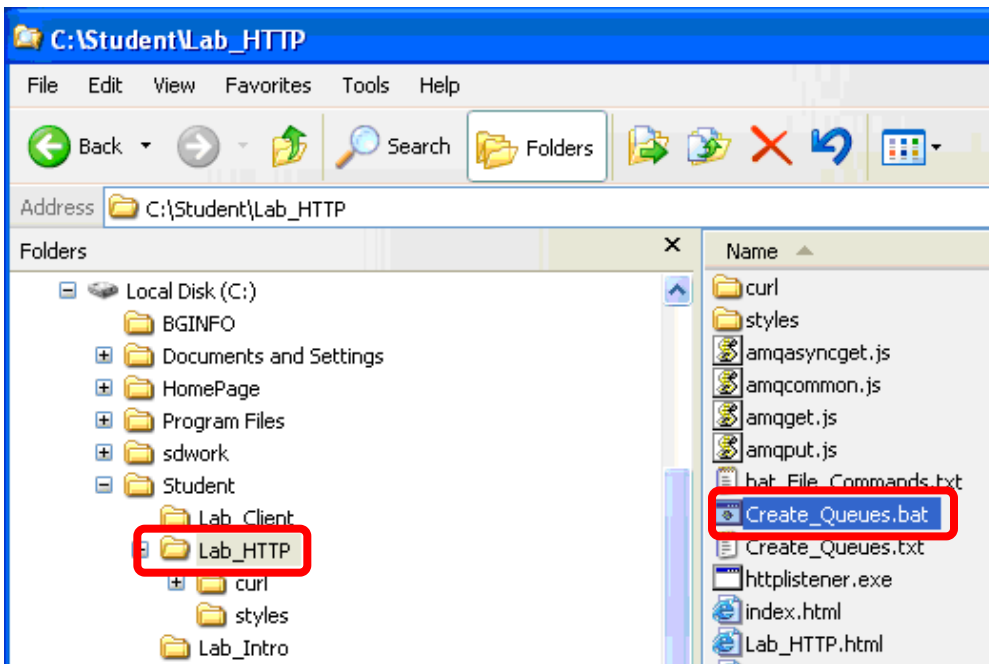 C:\Student\Lab_HTTP
File Edit View Favorites Tools Help
Back Search Folders
Address C:\Student\Lab_HTTP
Folders
Local Disk (C:)
BGINFO
Documents and Settings
HomePage
Program Files
sdwork
Student
Lab_Client
Lab_HTTP
curl
styles
Lab_Intro
Name
curl
styles
amqasyncget.js
amqcommon.js
amqget.js
amqput.js
bat_File_Commands.txt
Create_Queues.bat
Create_Queues.txt
httplistener.exe
index.html
Lab_HTTP.html